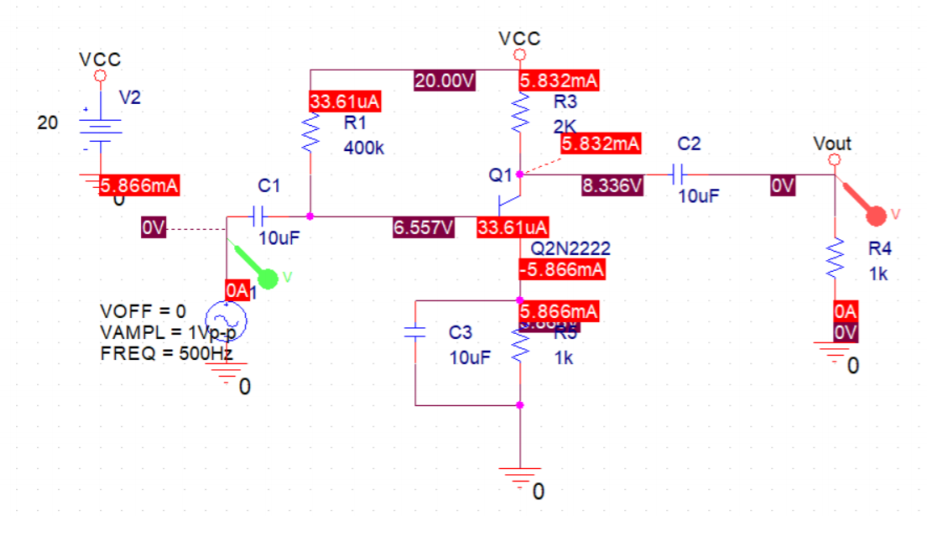 VCC
V2
20
5.866mA
0
VCC
5.832mA
20.00V
33.61uA
R1
400k
R3
2K
5.832mA
C2
10uF
8.336V
0V
Vout
V
R4
1k
0A
0V
0
Q1
C1
10uF
0V
6.557V
33.61uA
Q2N2222
-5.866mA
V
0A
1
VOFF = 0
VAMPL = 1Vp-p
FREQ = 500Hz
0
5.866mA
C3
10uF
R5
1k
0